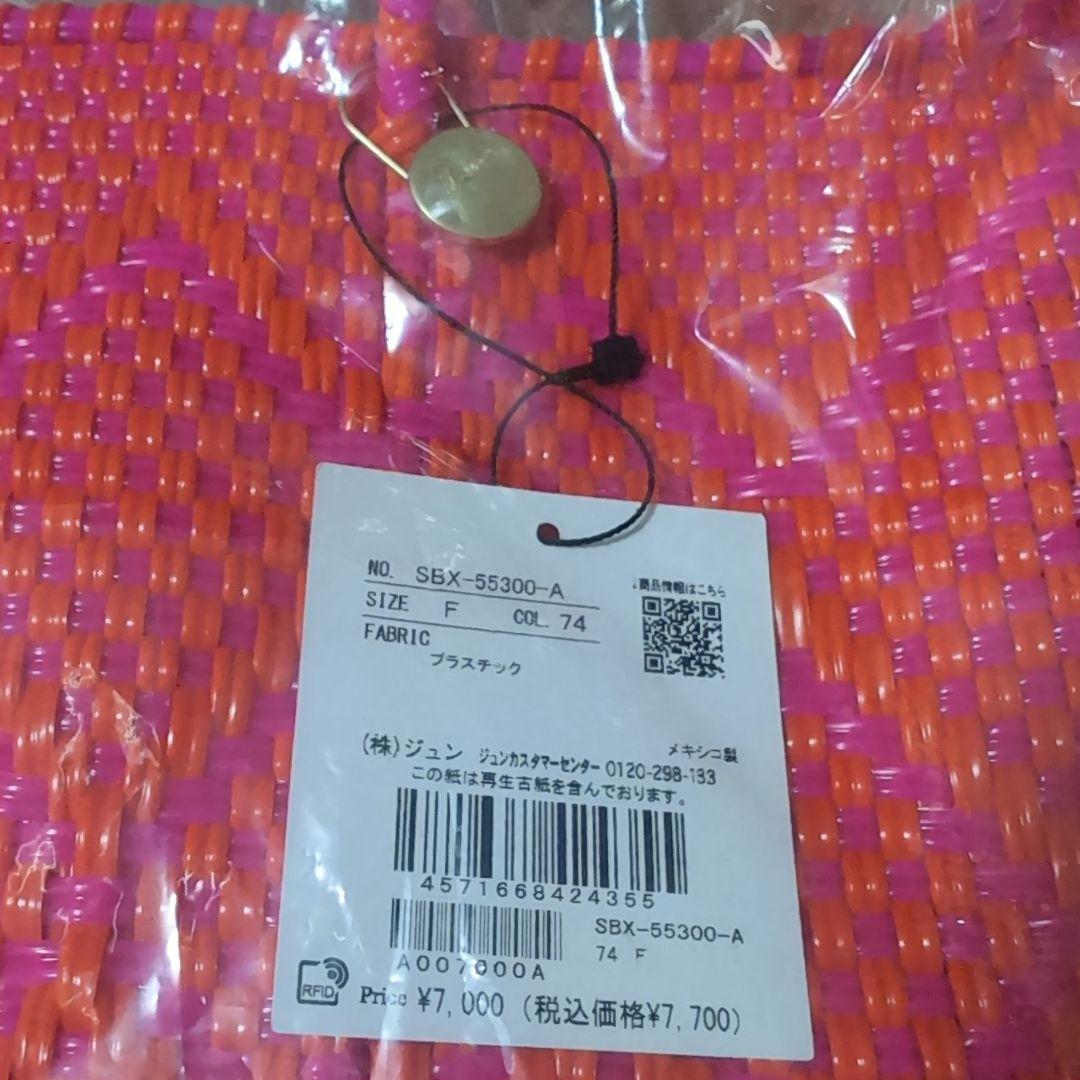 NO. SBX-55300-A
SIZE F COL. 74
FABRIC
プラスチック
↓商品情報はこちら
メキシコ製
(株)ジュン ジュンカスタマーセンター 0120-298-133
この紙は再生古紙を含んでおります。
4571668424355
SBX-55300-A
74 F
A007000A
RFID
Price ¥7,000 (税込価格¥7,700)